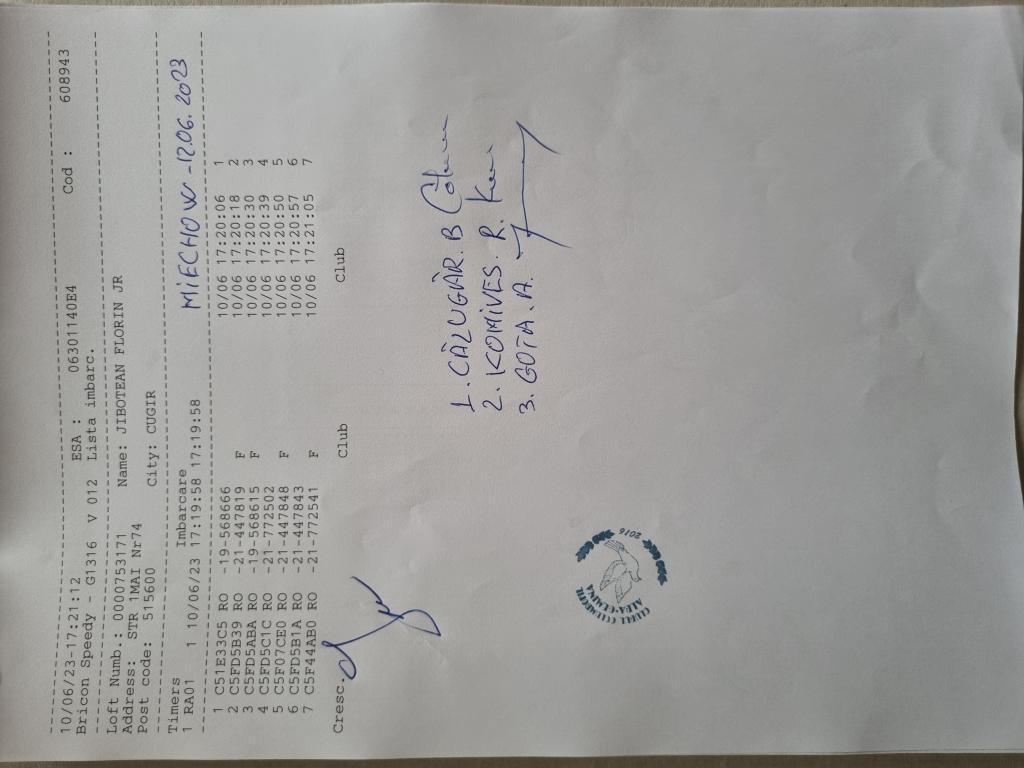 10/06/23-17:21:12 ESA : 06301140E4 Cod : 608943
Bricon Speedy - G1316 V 012 Lista imbarc.
Loft Numb.: 0000753171 Name: JIBOTEAN FLORIN JR
Address: STR 1MAI Nr74
Post code: 515600 City: CUGIR
Timers Imbarcare
1 RA01 1 10/06/23 17:19:58 17:19:58
MIECHOW -12.06. 2023
1 C51E33C5 RO -19-568666 10/06 17:20:06 1
2 C5FD5B39 RO -21-447819 F 10/06 17:20:18 2
3 C5FD5ABA RO -19-568615 F 10/06 17:20:30 3
4 C5FD5C1C RO -21-772502 10/06 17:20:39 4
5 C5F07CE0 RO -21-447848 F 10/06 17:20:50 5
6 C5FD5B1A RO -21-447843 10/06 17:20:57 6
7 C5F44AB0 RO -21-772541 F 10/06 17:21:05 7
Cresc. Club Club
1. CĂLUGĂR. B
2. KOMIVES. R.
3. GOTA. A.
CLUBUL COLUMBOFIL
ALBA-
2016